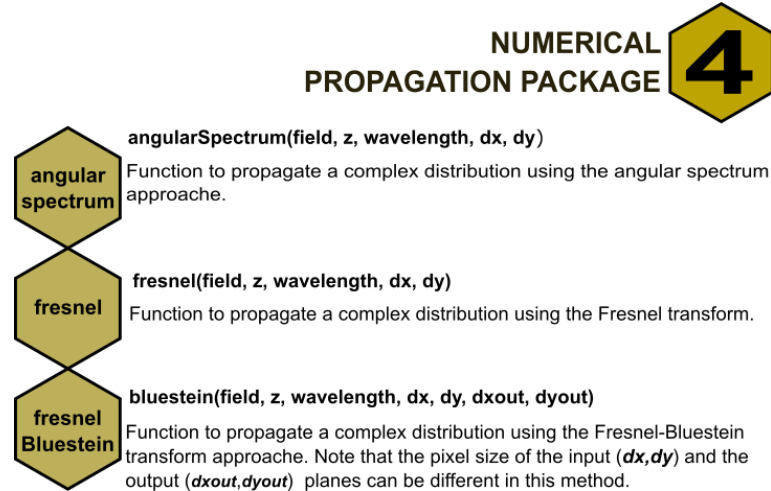 NUMERICAL
PROPAGATION PACKAGE
4
angularSpectrum(field, z, wavelength, dx, dy)
angular
spectrum
Function to propagate a complex distribution using the angular spectrum
approache.
fresnel(field, z, wavelength, dx, dy)
fresnel
Function to propagate a complex distribution using the Fresnel transform.
bluestein(field, z, wavelength, dx, dy, dxout, dyout)
fresnel
Bluestein
Function to propagate a complex distribution using the Fresnel-Bluestein
transform approache. Note that the pixel size of the input (dx,dy) and the
output (dxout,dyout) planes can be different in this method.